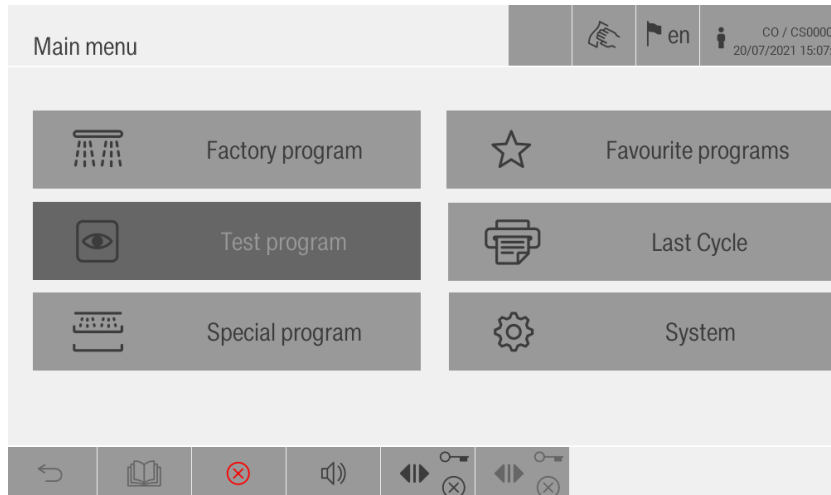 Main menu
en
CO / CS0000
20/07/2021 15:07:
Factory program
Favourite programs
Test program
Last Cycle
Special program
System